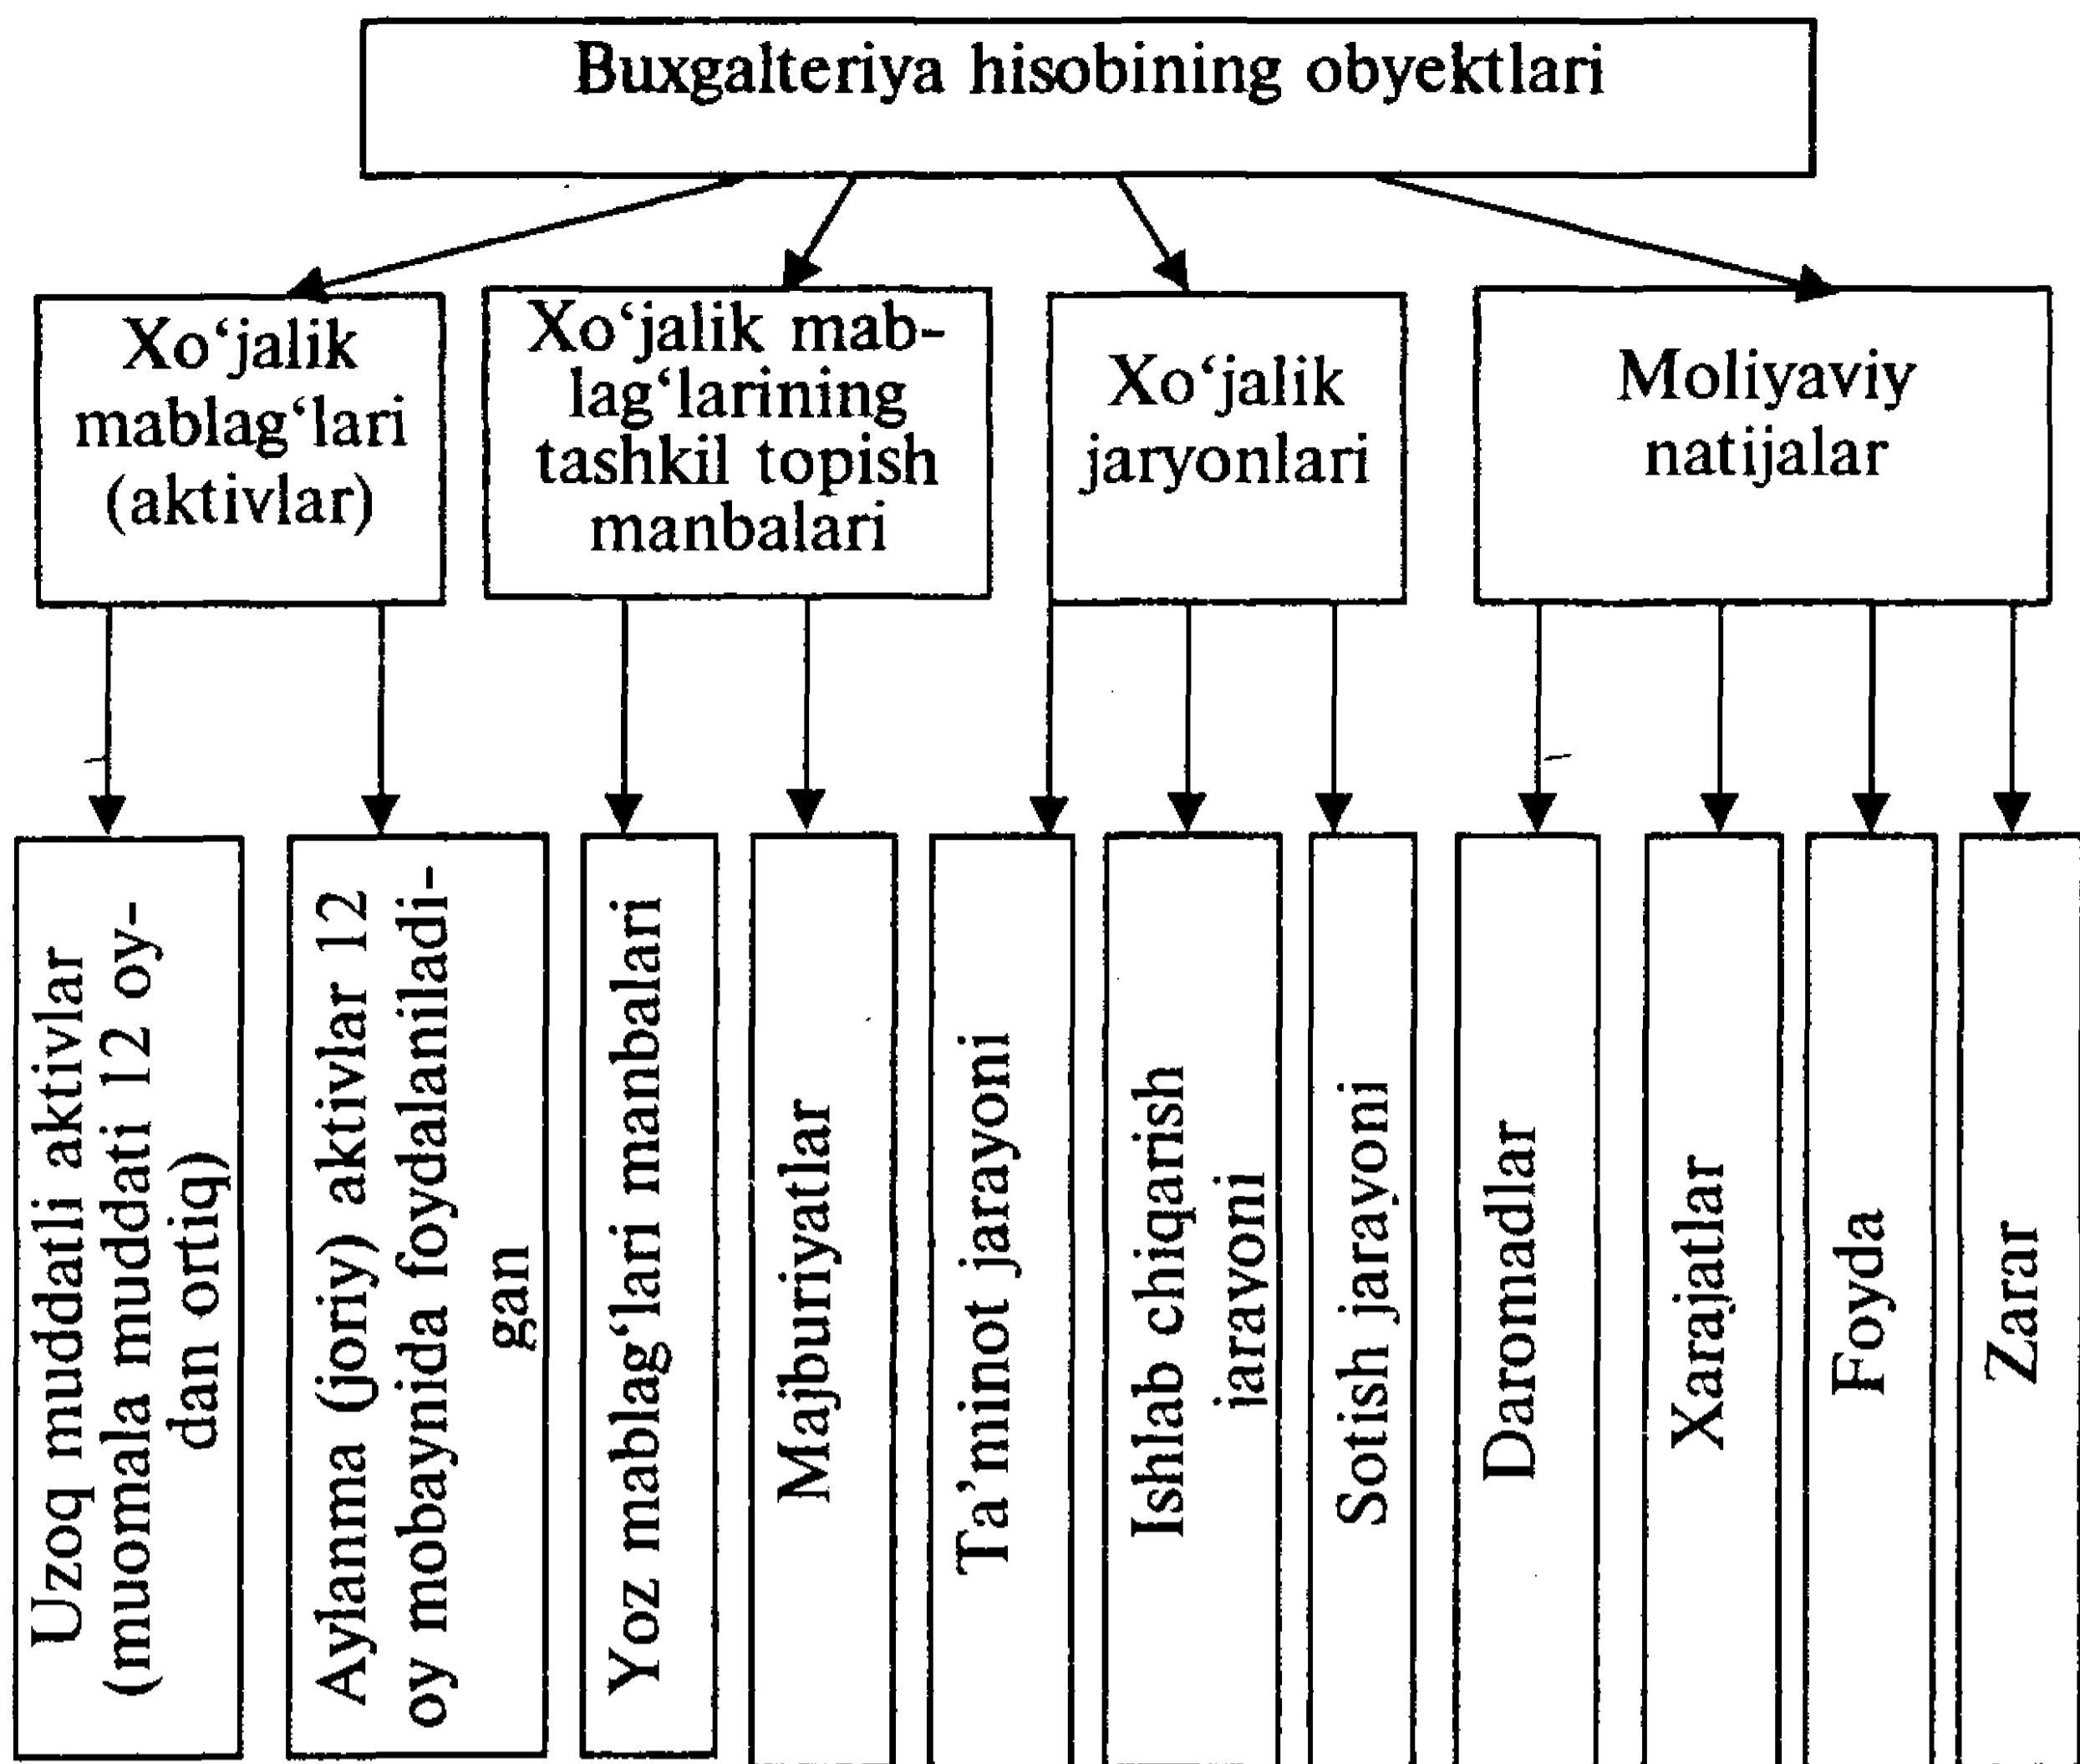 Buxgalteriya hisobining obyektlari
Xo‘jalik
mablag‘lari
(aktivlar)
Xo‘jalik mab-
lag‘larining
tashkil topish
manbalari
Xo‘jalik
jaryonlari
Moliyaviy
natijalar
Uzoq muddatli aktivlar
(muomala muddati 12 oy-
dan ortiq)
Aylanma (joriy) aktivlar 12
oy mobaynida foydalaniladi-
gan
Yoz mablag‘lari manbalari
Majburiyatlar
Ta’minot jarayoni
Ishlab chiqarish
jarayoni
Sotish jarayoni
Daromadlar
Xarajatlar
Foyda
Zarar